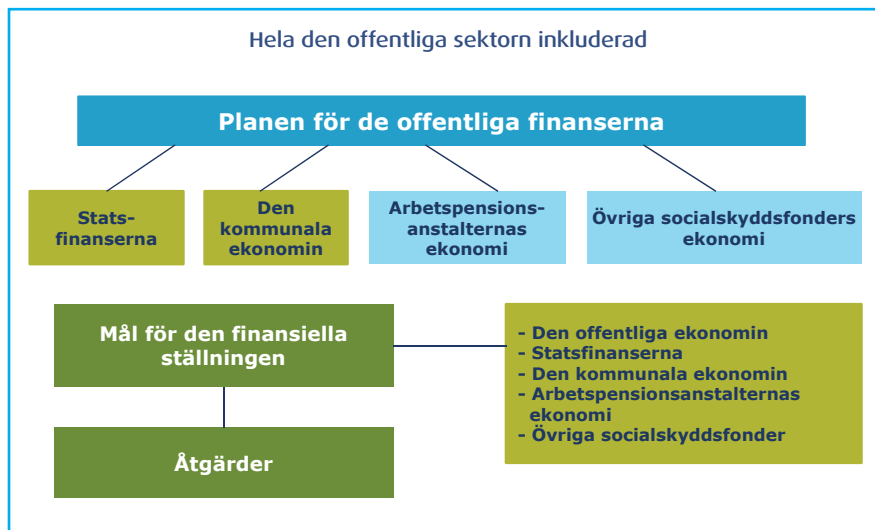 Hela den offentliga sektorn inkluderad
Planen för de offentliga finanserna
Stats-
finanserna
Den
kommunala
ekonomin
Arbetspensions-
anstalternas
ekonomi
Övriga socialskyddsfonders
ekonomi
Mål för den finansiella
ställningen
- Den offentliga ekonomin
- Statsfinanserna
- Den kommunala ekonomin
- Arbetspensionsanstalternas
ekonomi
- Övriga socialskyddsfonder
Åtgärder